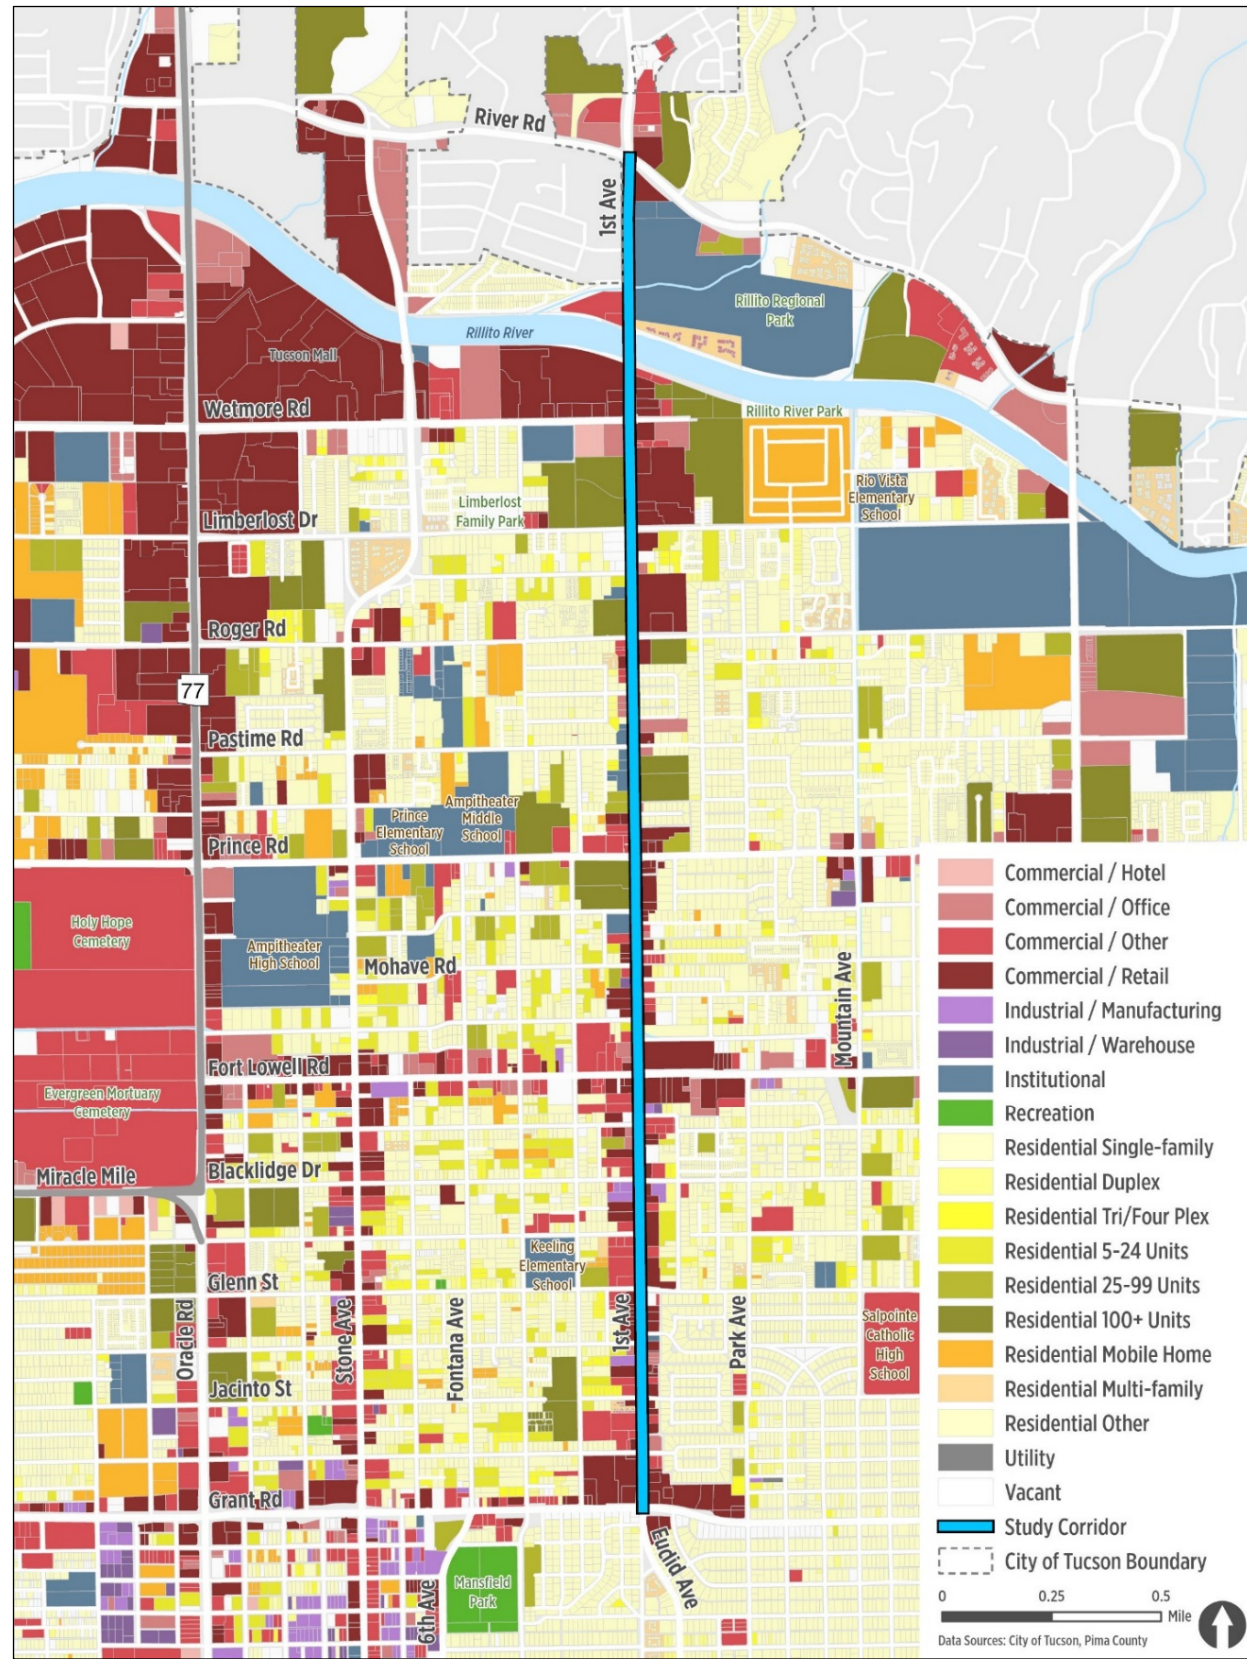 River Rd
1st Ave
Rillito Regional
Park
Rillito River
Tucson Mall
Wetmore Rd
Rillito River Park
Limberlost
Family Park
Rio Vista
Elementary
School
Limberlost Dr
Roger Rd
77
Pastime Rd
Ampitheater
Middle
School
Prince
Elementary
School
Prince Rd
Holy Hope
Cemetery
Ampitheater
High School
Mohave Rd
Mountain Ave
Fort Lowell Rd
Evergreen Mortuary
Cemetery
Miracle Mile
Blacklidge Dr
Keeling
Elementary
School
Glenn St
Oracle Rd
Stone Ave
Fontana Ave
1st Ave
Park Ave
Salpointe
Catholic
High
School
Jacinto St
Grant Rd
6th Ave
Mansfield
Park
Euclid Ave
Commercial / Hotel
Commercial / Office
Commercial / Other
Commercial / Retail
Industrial / Manufacturing
Industrial / Warehouse
Institutional
Recreation
Residential Single-family
Residential Duplex
Residential Tri/Four Plex
Residential 5-24 Units
Residential 25-99 Units
Residential 100+ Units
Residential Mobile Home
Residential Multi-family
Residential Other
Utility
Vacant
Study Corridor
City of Tucson Boundary
0 0.25 0.5
Mile
Data Sources: City of Tucson, Pima County